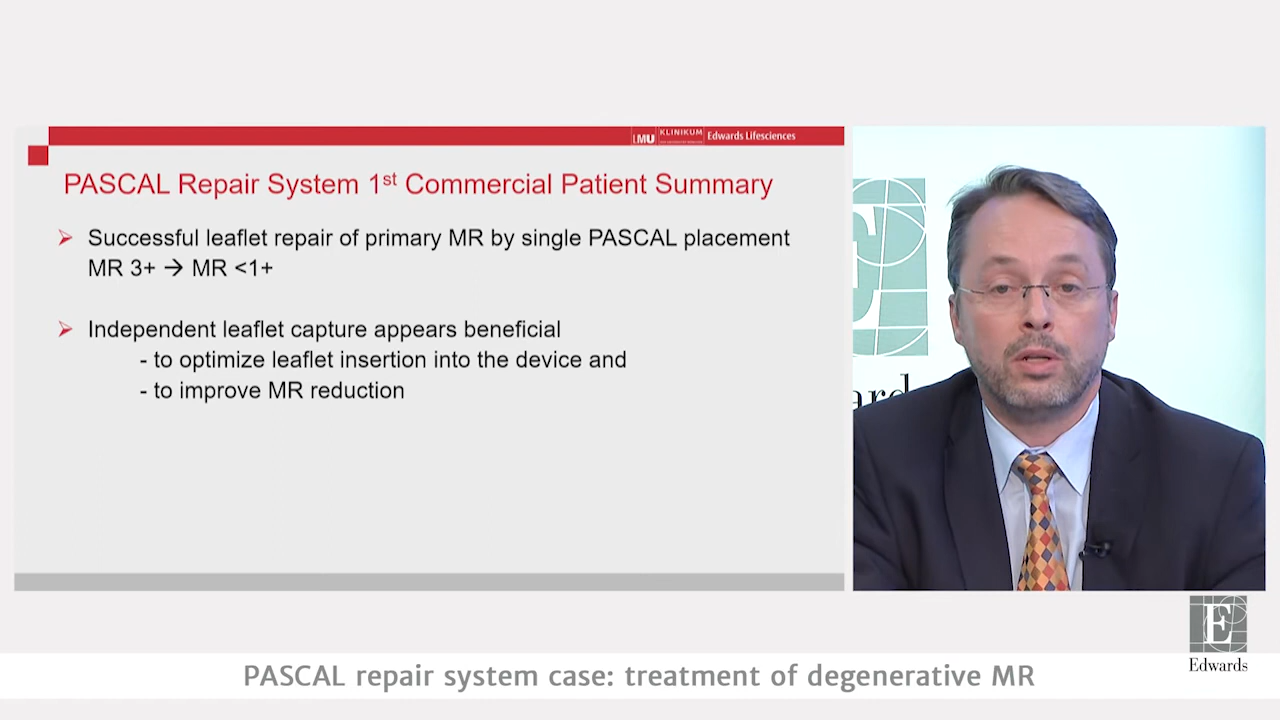 LMU KLINIKUM Edwards Lifesciences
PASCAL Repair System 1st Commercial Patient Summary
➢ Successful leaflet repair of primary MR by single PASCAL placement
MR 3+ → MR <1+
➢ Independent leaflet capture appears beneficial
- to optimize leaflet insertion into the device and
- to improve MR reduction
E
ard
E
Edwards
PASCAL repair system case: treatment of degenerative MR